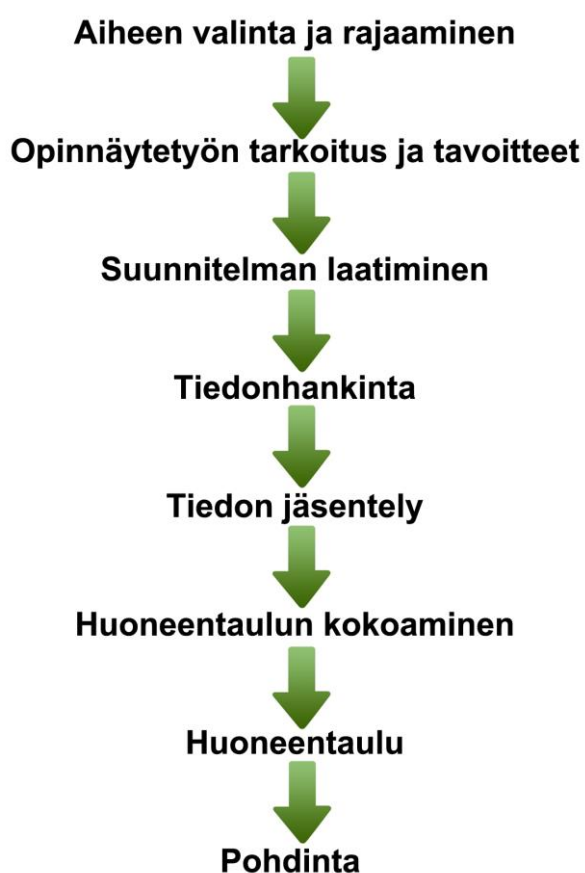 Aiheen valinta ja rajaaminen
Opinnäytetyön tarkoitus ja tavoitteet
Suunnitelman laatiminen
Tiedonhankinta
Tiedon jäsentely
Huoneentaulun kokoaminen
Huoneentaulu
Pohdinta